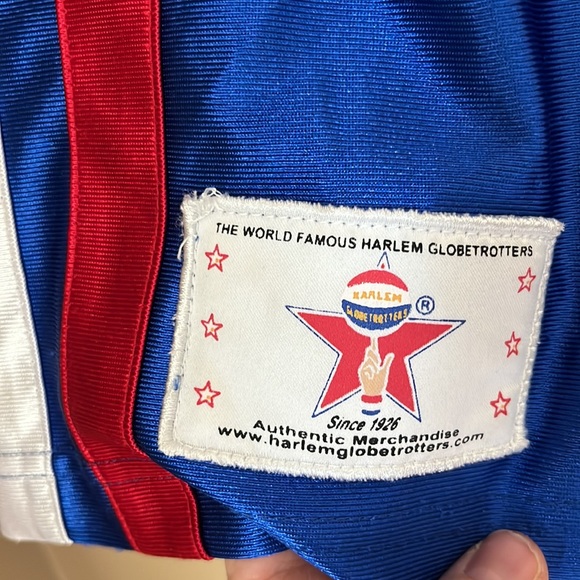 THE WORLD FAMOUS HARLEM GLOBETROTTERS
HARLEM
GLOBETROTTERS
®
Since 1926
Authentic Merchandise
www.harlemglobetrotters.com